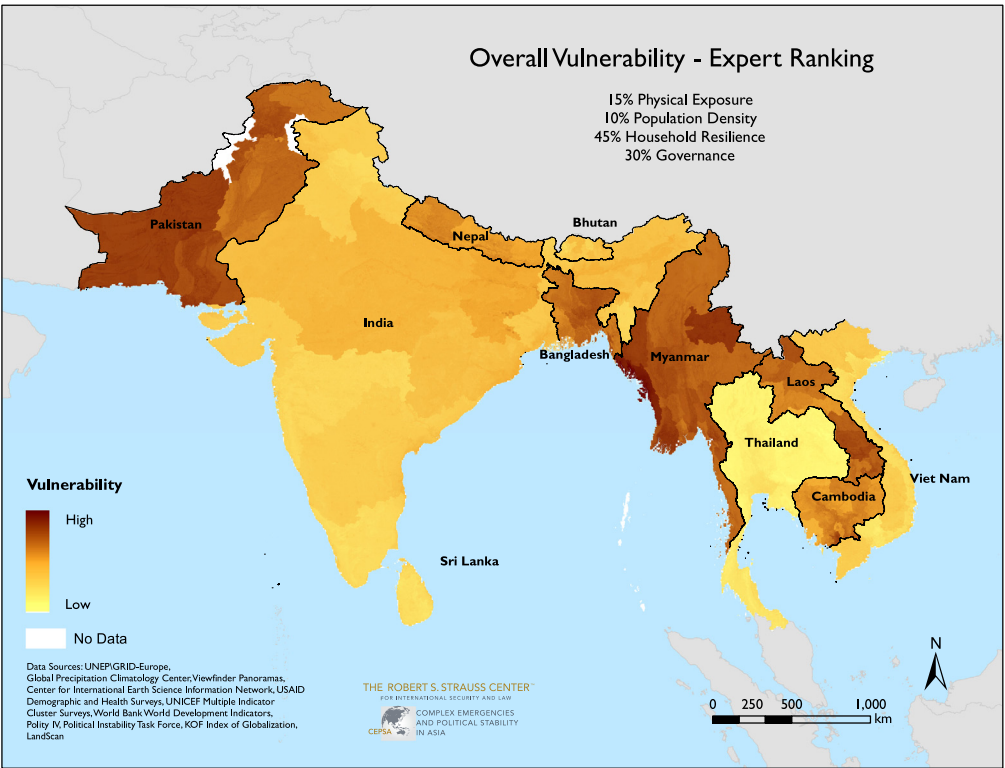 Overall Vulnerability - Expert Ranking
15% Physical Exposure
10% Population Density
45% Household Resilience
30% Governance
Pakistan
Nepal
Bhutan
India
Bangladesh
Myanmar
Laos
Thailand
Viet Nam
Cambodia
Sri Lanka
Vulnerability
High
Low
No Data
Data Sources: UNEP\GRID-Europe,
Global Precipitation Climatology Center,Viewfinder Panoramas,
Center for International Earth Science Information Network, USAID
Demographic and Health Surveys, UNICEF Multiple Indicator
Cluster Surveys, World Bank World Development Indicators,
Polity IV, Political Instability Task Force, KOF Index of Globalization,
LandScan
THE ROBERT S. STRAUSS CENTER™
FOR INTERNATIONAL SECURITY AND LAW
CEPSA
COMPLEX EMERGENCIES
AND POLITICAL STABILITY
IN ASIA
N
0 250 500 1,000
km